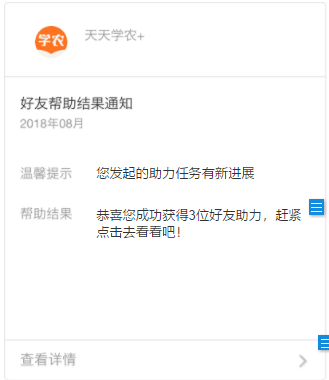 学农
天天学农+
好友帮助结果通知
2018年08月
温馨提示 您发起的助力任务有新进展
帮助结果 恭喜您成功获得3位好友助力，赶紧
点击去看看吧！
查看详情